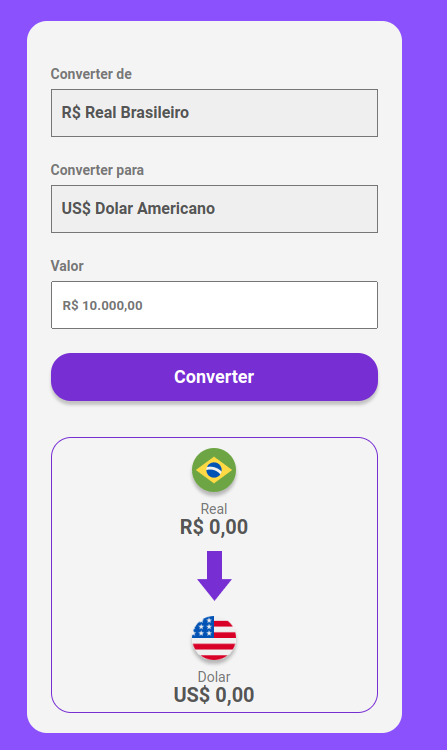 Converter de
R$ Real Brasileiro
Converter para
US$ Dolar Americano
Valor
R$ 10.000,00
Converter
Real
R$ 0,00
Dolar
US$ 0,00